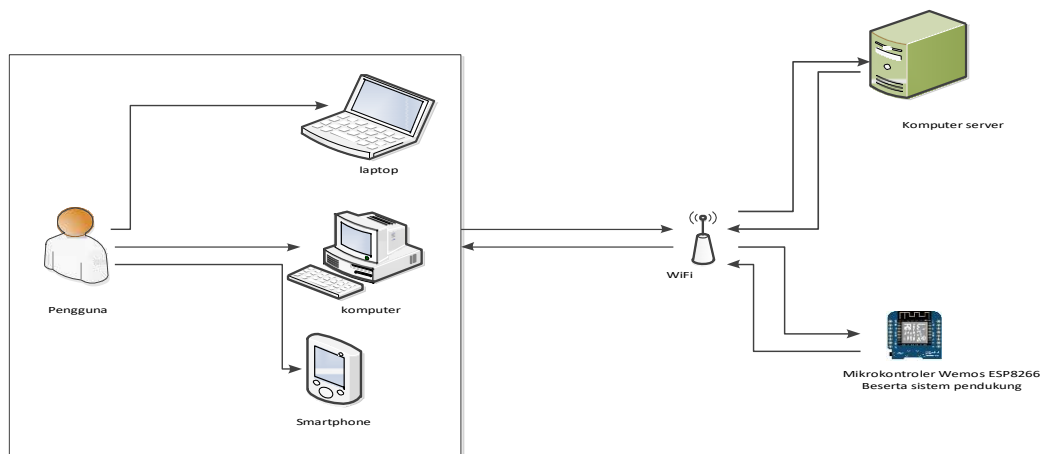 Komputer server
laptop
WiFi
Pengguna
komputer
Mikrokontroler Wemos ESP8266
Beserta sistem pendukung
Smartphone